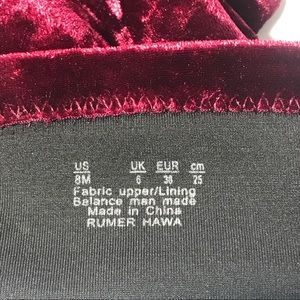 US UK EUR cm
8M 6 38 25
Fabric upper/Lining
Balance man made
Made in China
RUMER HAWA